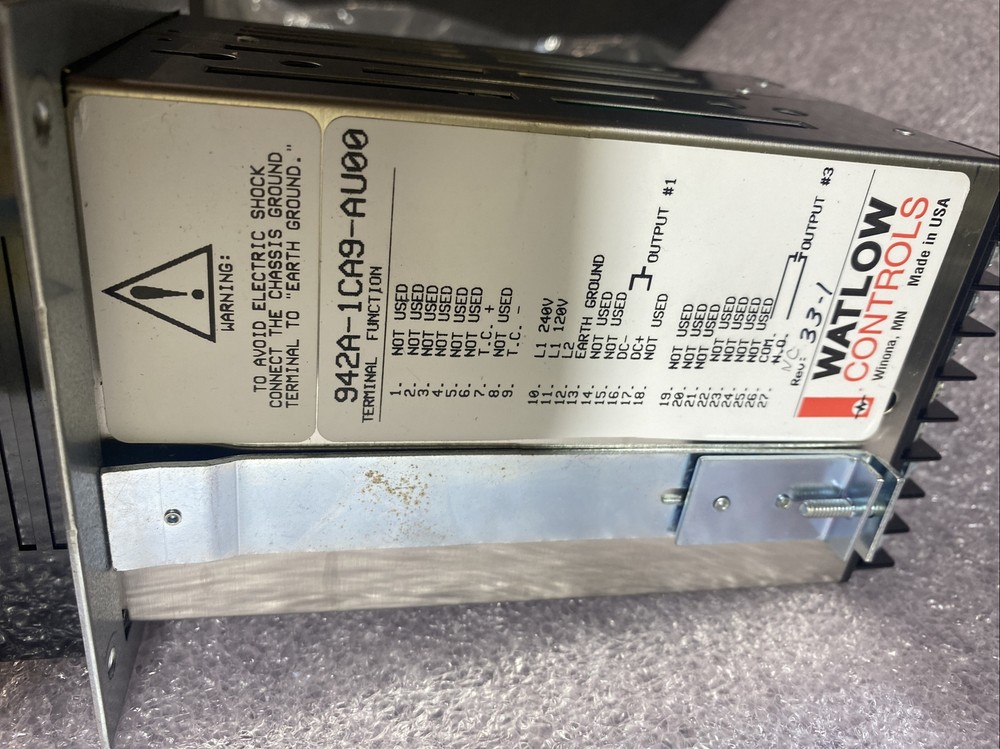 WARNING:
TO AVOID ELECTRIC SHOCK
CONNECT THE CHASSIS GROUND
TERMINAL TO "EARTH GROUND."
942A-1CA9-AU00
TERMINAL FUNCTION
1. NOT USED
2. NOT USED
3. NOT USED
4. NOT USED
5. NOT USED
6. NOT USED
7. T.C. +
8. NOT USED
9. T.C. -
10. L1 240V
11. L1 120V
12. L2
13. EARTH GROUND
14. NOT USED
15. NOT USED
16. DC-
17. DC+ OUTPUT #1
18. NOT USED
19. NOT USED
20. NOT USED
21. NOT USED
22. NOT USED
23. NOT USED
24. NOT USED
25. NOT USED
26. COM.
27. N.O. OUTPUT #3
NC
Rev: 33-1
WATLOW
CONTROLS
Winona, MN Made in USA